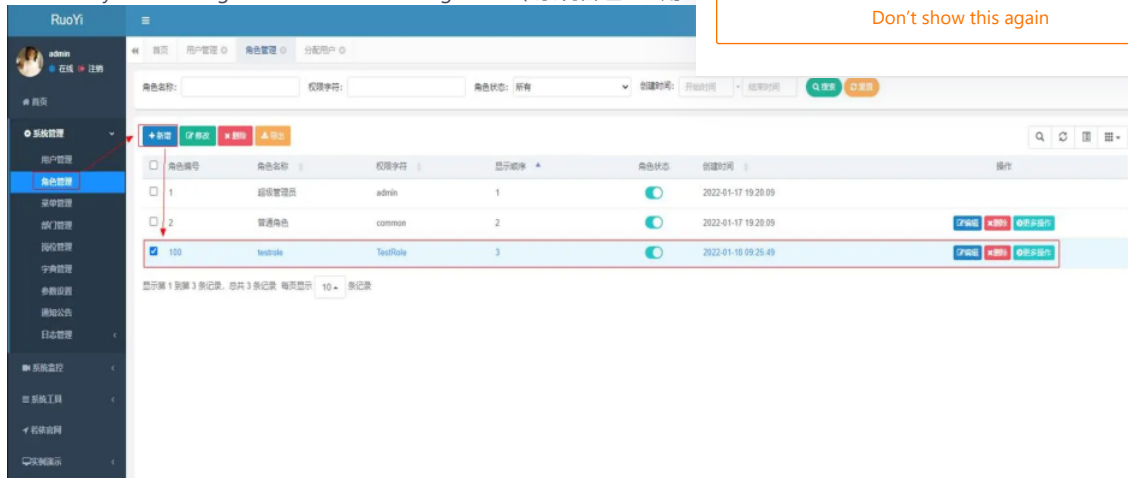 RuoYi
Don't show this again
admin
在线 注销
首页 用户管理 角色管理 分配用户
角色名称: 权限字符: 角色状态: 所有 创建时间: 开始时间 - 结束时间 搜索 重置
首页
系统管理
+新增 修改 删除 导出
用户管理
角色编号 角色名称 权限字符 显示顺序 角色状态 创建时间 操作
角色管理
1 超级管理员 admin 1 2022-01-17 19:20:09
菜单管理
部门管理
2 普通角色 common 2 2022-01-17 19:20:09 编辑 删除 更多操作
岗位管理
100 testrole TestRole 3 2022-01-18 09:25:49 编辑 删除 更多操作
字典管理
参数设置
显示第 1 到第 3 条记录,总共 3 条记录 每页显示 10 条记录
通知公告
日志管理
系统监控
系统工具
若依官网
实例演示